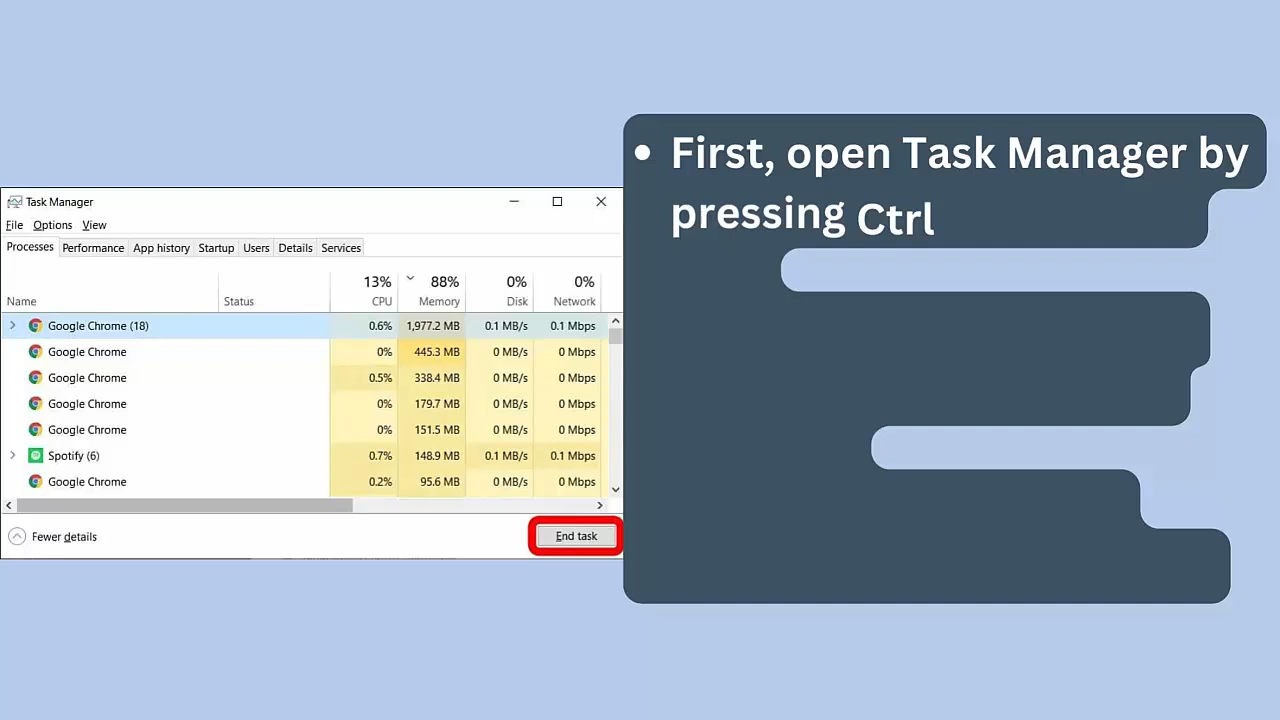 Task Manager
File Options View
Processes Performance App history Startup Users Details Services
13% 88% 0% 0%
Name Status CPU Memory Disk Network
Google Chrome (18) 0.6% 1,977.2 MB 0.1 MB/s 0.1 Mbps
Google Chrome 0% 445.3 MB 0 MB/s 0 Mbps
Google Chrome 0.5% 338.4 MB 0 MB/s 0 Mbps
Google Chrome 0% 179.7 MB 0 MB/s 0 Mbps
Google Chrome 0% 151.5 MB 0 MB/s 0 Mbps
Spotify (6) 0.7% 148.9 MB 0.1 MB/s 0.1 Mbps
Google Chrome 0.2% 95.6 MB 0 MB/s 0 Mbps
Fewer details End task
• First, open Task Manager by
pressing Ctrl